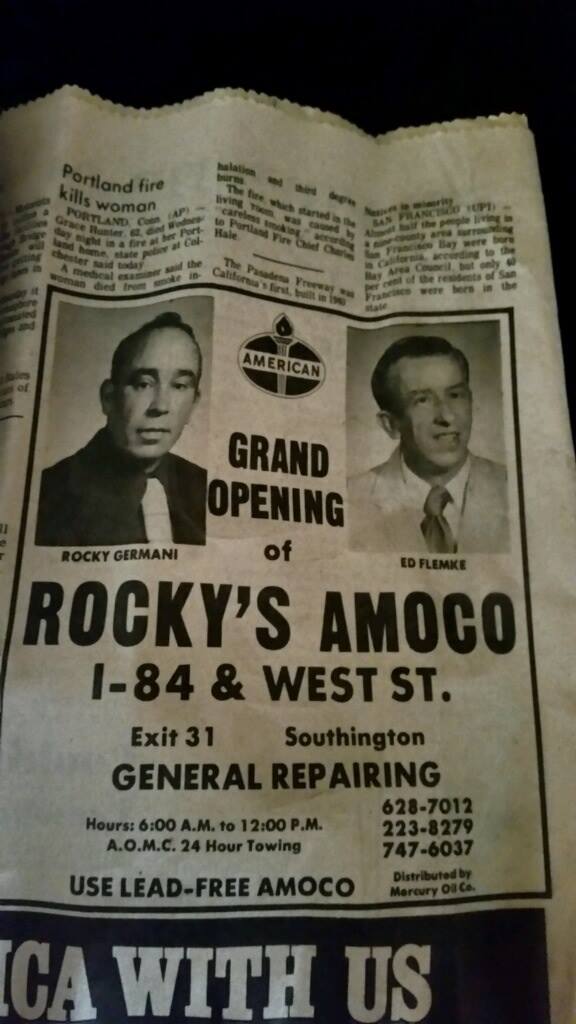 Portland fire
kills woman
PORTLAND, Conn. (AP) —
Grace Hunter, 62, died Wednes-
day night in a fire at her Port-
land home, state police at Col-
chester said today.
A medical examiner said the
woman died from smoke in-
halation and third degree
burns.
The fire, which started in the
living room, was caused by
"careless smoking," according
to Portland Fire Chief Charles
Hale.
The Pasadena Freeway was
California's first, built in 1940
Natives in minority
SAN FRANCISCO (UPI) —
Almost half the people living in
a nine-county area surrounding
San Francisco Bay were born
in California, according to the
Bay Area Council, but only 40
per cent of the residents of San
Francisco were born in the
state.
AMERICAN
GRAND
OPENING
of
ROCKY GERMANI
ED FLEMKE
ROCKY'S AMOCO
I-84 & WEST ST.
Exit 31 Southington
GENERAL REPAIRING
628-7012
Hours: 6:00 A.M. to 12:00 P.M.
223-8279
A.O.M.C. 24 Hour Towing
747-6037
USE LEAD-FREE AMOCO
Distributed by
Mercury Oil Co.
ICA WITH US